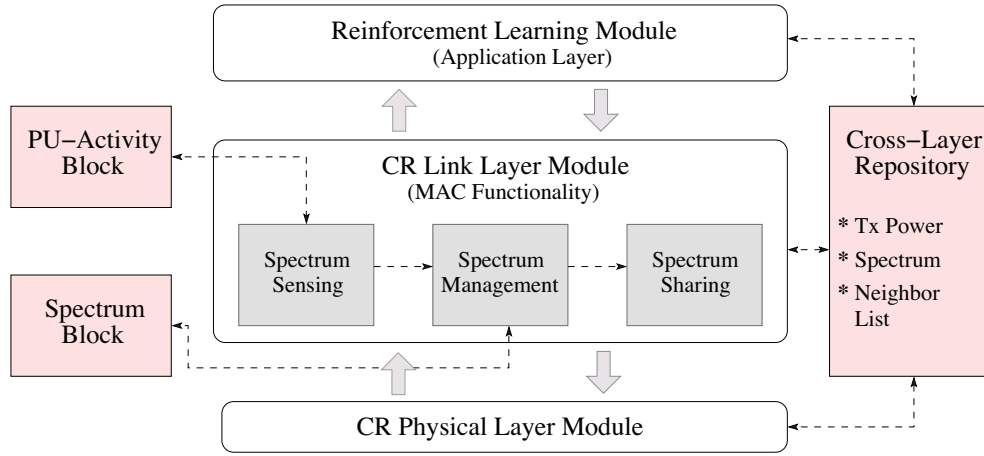 Reinforcement Learning Module
(Application Layer)
PU−Activity
Block
CR Link Layer Module
(MAC Functionality)
Cross−Layer
Repository
* Tx Power
* Spectrum
* Neighbor
List
Spectrum
Sensing
Spectrum
Management
Spectrum
Sharing
Spectrum
Block
CR Physical Layer Module